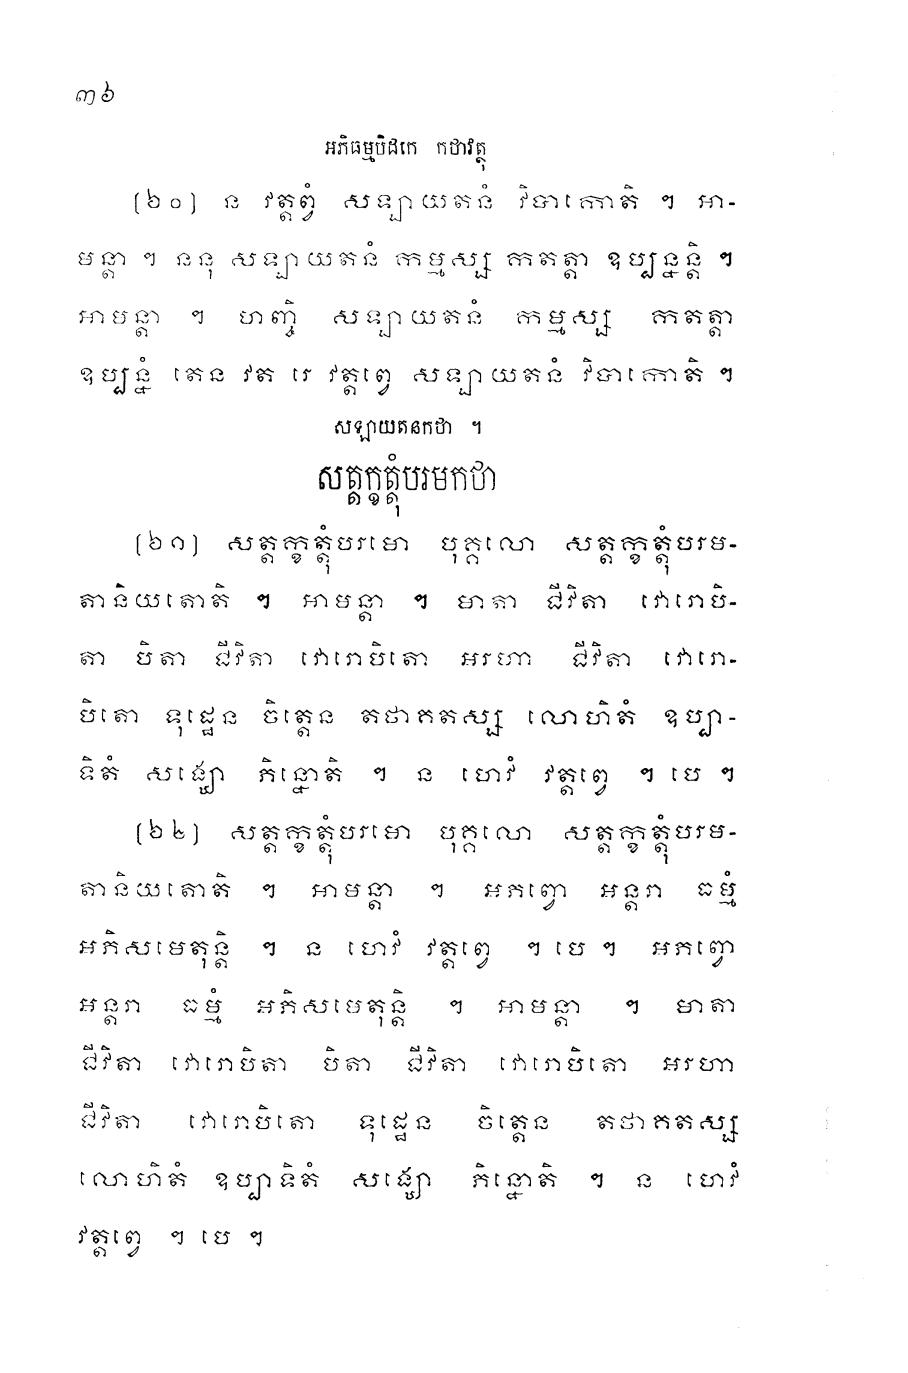 ៣៦
អភិធម្មបិដកេ កថាវត្ថុ
(២០) ន វត្តព្វំ សឡាយតនំ វិបាកោតិ ។ អា-
មន្តា ។ ននុ សឡាយតនំ កម្មស្ស កតត្តា ឧប្បន្នន្តិ ។
អាមន្តា ។ ហញ្ចិ សឡាយតនំ កម្មស្ស កតត្តា
ឧប្បន្នំ តេន វត រេ វត្តព្វេ សឡាយតនំ វិបាកោតិ ។
សឡាយតនកថា ។
សត្តក្ខត្តុំបរមកថា
(២១) សត្តក្ខត្តុំបរមោ បុគ្គលោ សត្តក្ខត្តុំបរម-
តានិយតោតិ ។ អាមន្តា ។ មាតា ជីវិតា វោរោបិ-
តា បិតា ជីវិតា វោរោបិតោ អរហា ជីវិតា វោរោ-
បិតោ ទុដ្ឋេន ចិត្តេន តថាគតស្ស លោហិតំ ឧប្បា-
ទិតំ សង្ឃោ ភិន្នោតិ ។ ន ហេវំ វត្តព្វេ ។ បេ ។
(២២) សត្តក្ខត្តុំបរមោ បុគ្គលោ សត្តក្ខត្តុំបរម-
តានិយតោតិ ។ អាមន្តា ។ អភព្វោ អន្តរា ធម្មំ
អភិសមេតុន្តិ ។ ន ហេវំ វត្តព្វេ ។ បេ ។ អភព្វោ
អន្តរា ធម្មំ អភិសមេតុន្តិ ។ អាមន្តា ។ មាតា
ជីវិតា វោរោបិតា បិតា ជីវិតា វោរោបិតោ អរហា
ជីវិតា វោរោបិតោ ទុដ្ឋេន ចិត្តេន តថាគតស្ស
លោហិតំ ឧប្បាទិតំ សង្ឃោ ភិន្នោតិ ។ ន ហេវំ
វត្តព្វេ ។ បេ ។